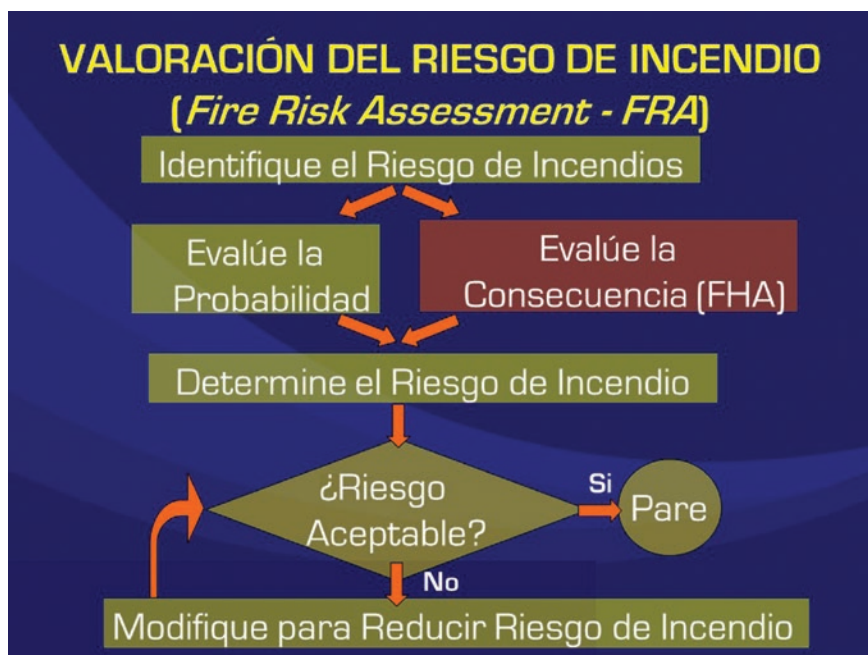 VALORACIÓN DEL RIESGO DE INCENDIO
(Fire Risk Assessment - FRA)
Identifique el Riesgo de Incendios
Evalúe la
Probabilidad
Evalúe la
Consecuencia (FHA)
Determine el Riesgo de Incendio
¿Riesgo
Aceptable?
Si
Pare
No
Modifique para Reducir Riesgo de Incendio